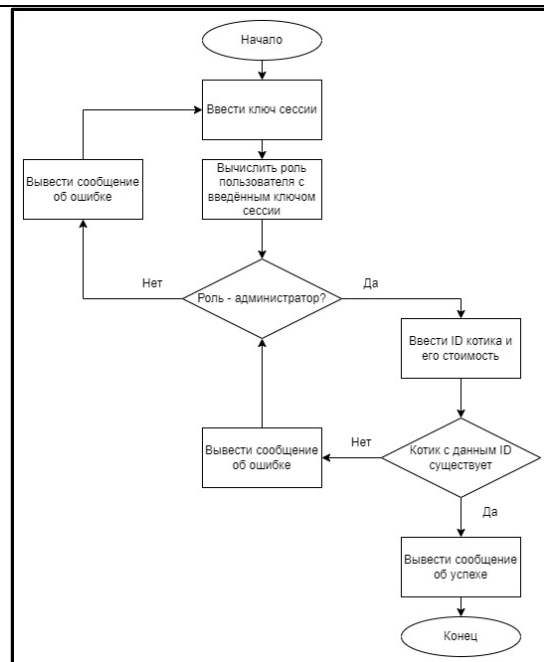 Начало
Ввести ключ сессии
Вычислить роль
пользователя с
введённым ключом
сессии
Вывести сообщение
об ошибке
Роль - администратор?
Нет
Да
Ввести ID котика и
его стоимость
Котик с данным ID
существует
Нет
Вывести сообщение
об ошибке
Да
Вывести сообщение
об успехе
Конец